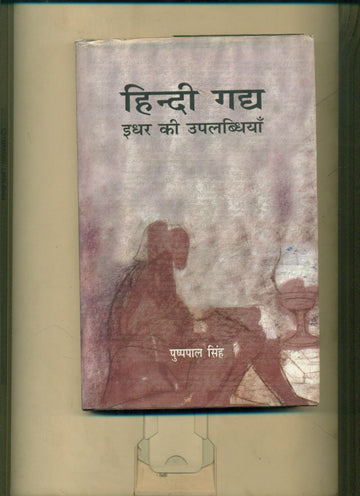 हिन्दी गद्य
इधर की उपलब्धियाँ
पुष्पपाल सिंह